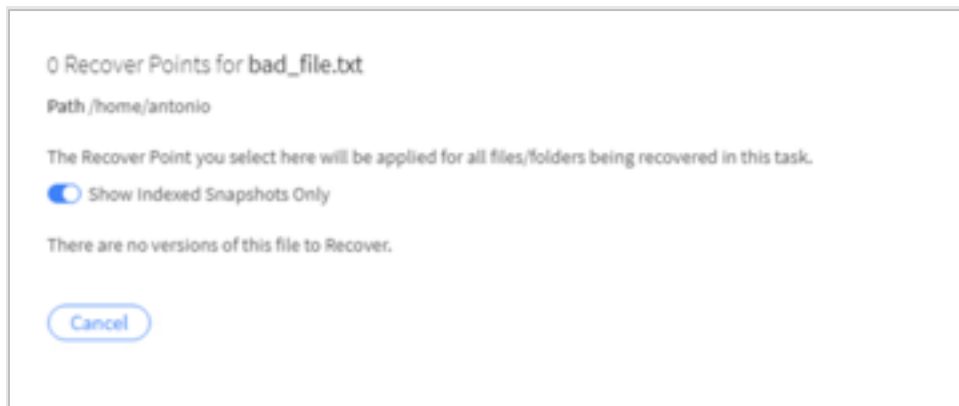 0 Recover Points for bad_file.txt
Path /home/antonio
The Recover Point you select here will be applied for all files/folders being recovered in this task.
Show Indexed Snapshots Only
There are no versions of this file to Recover.
Cancel